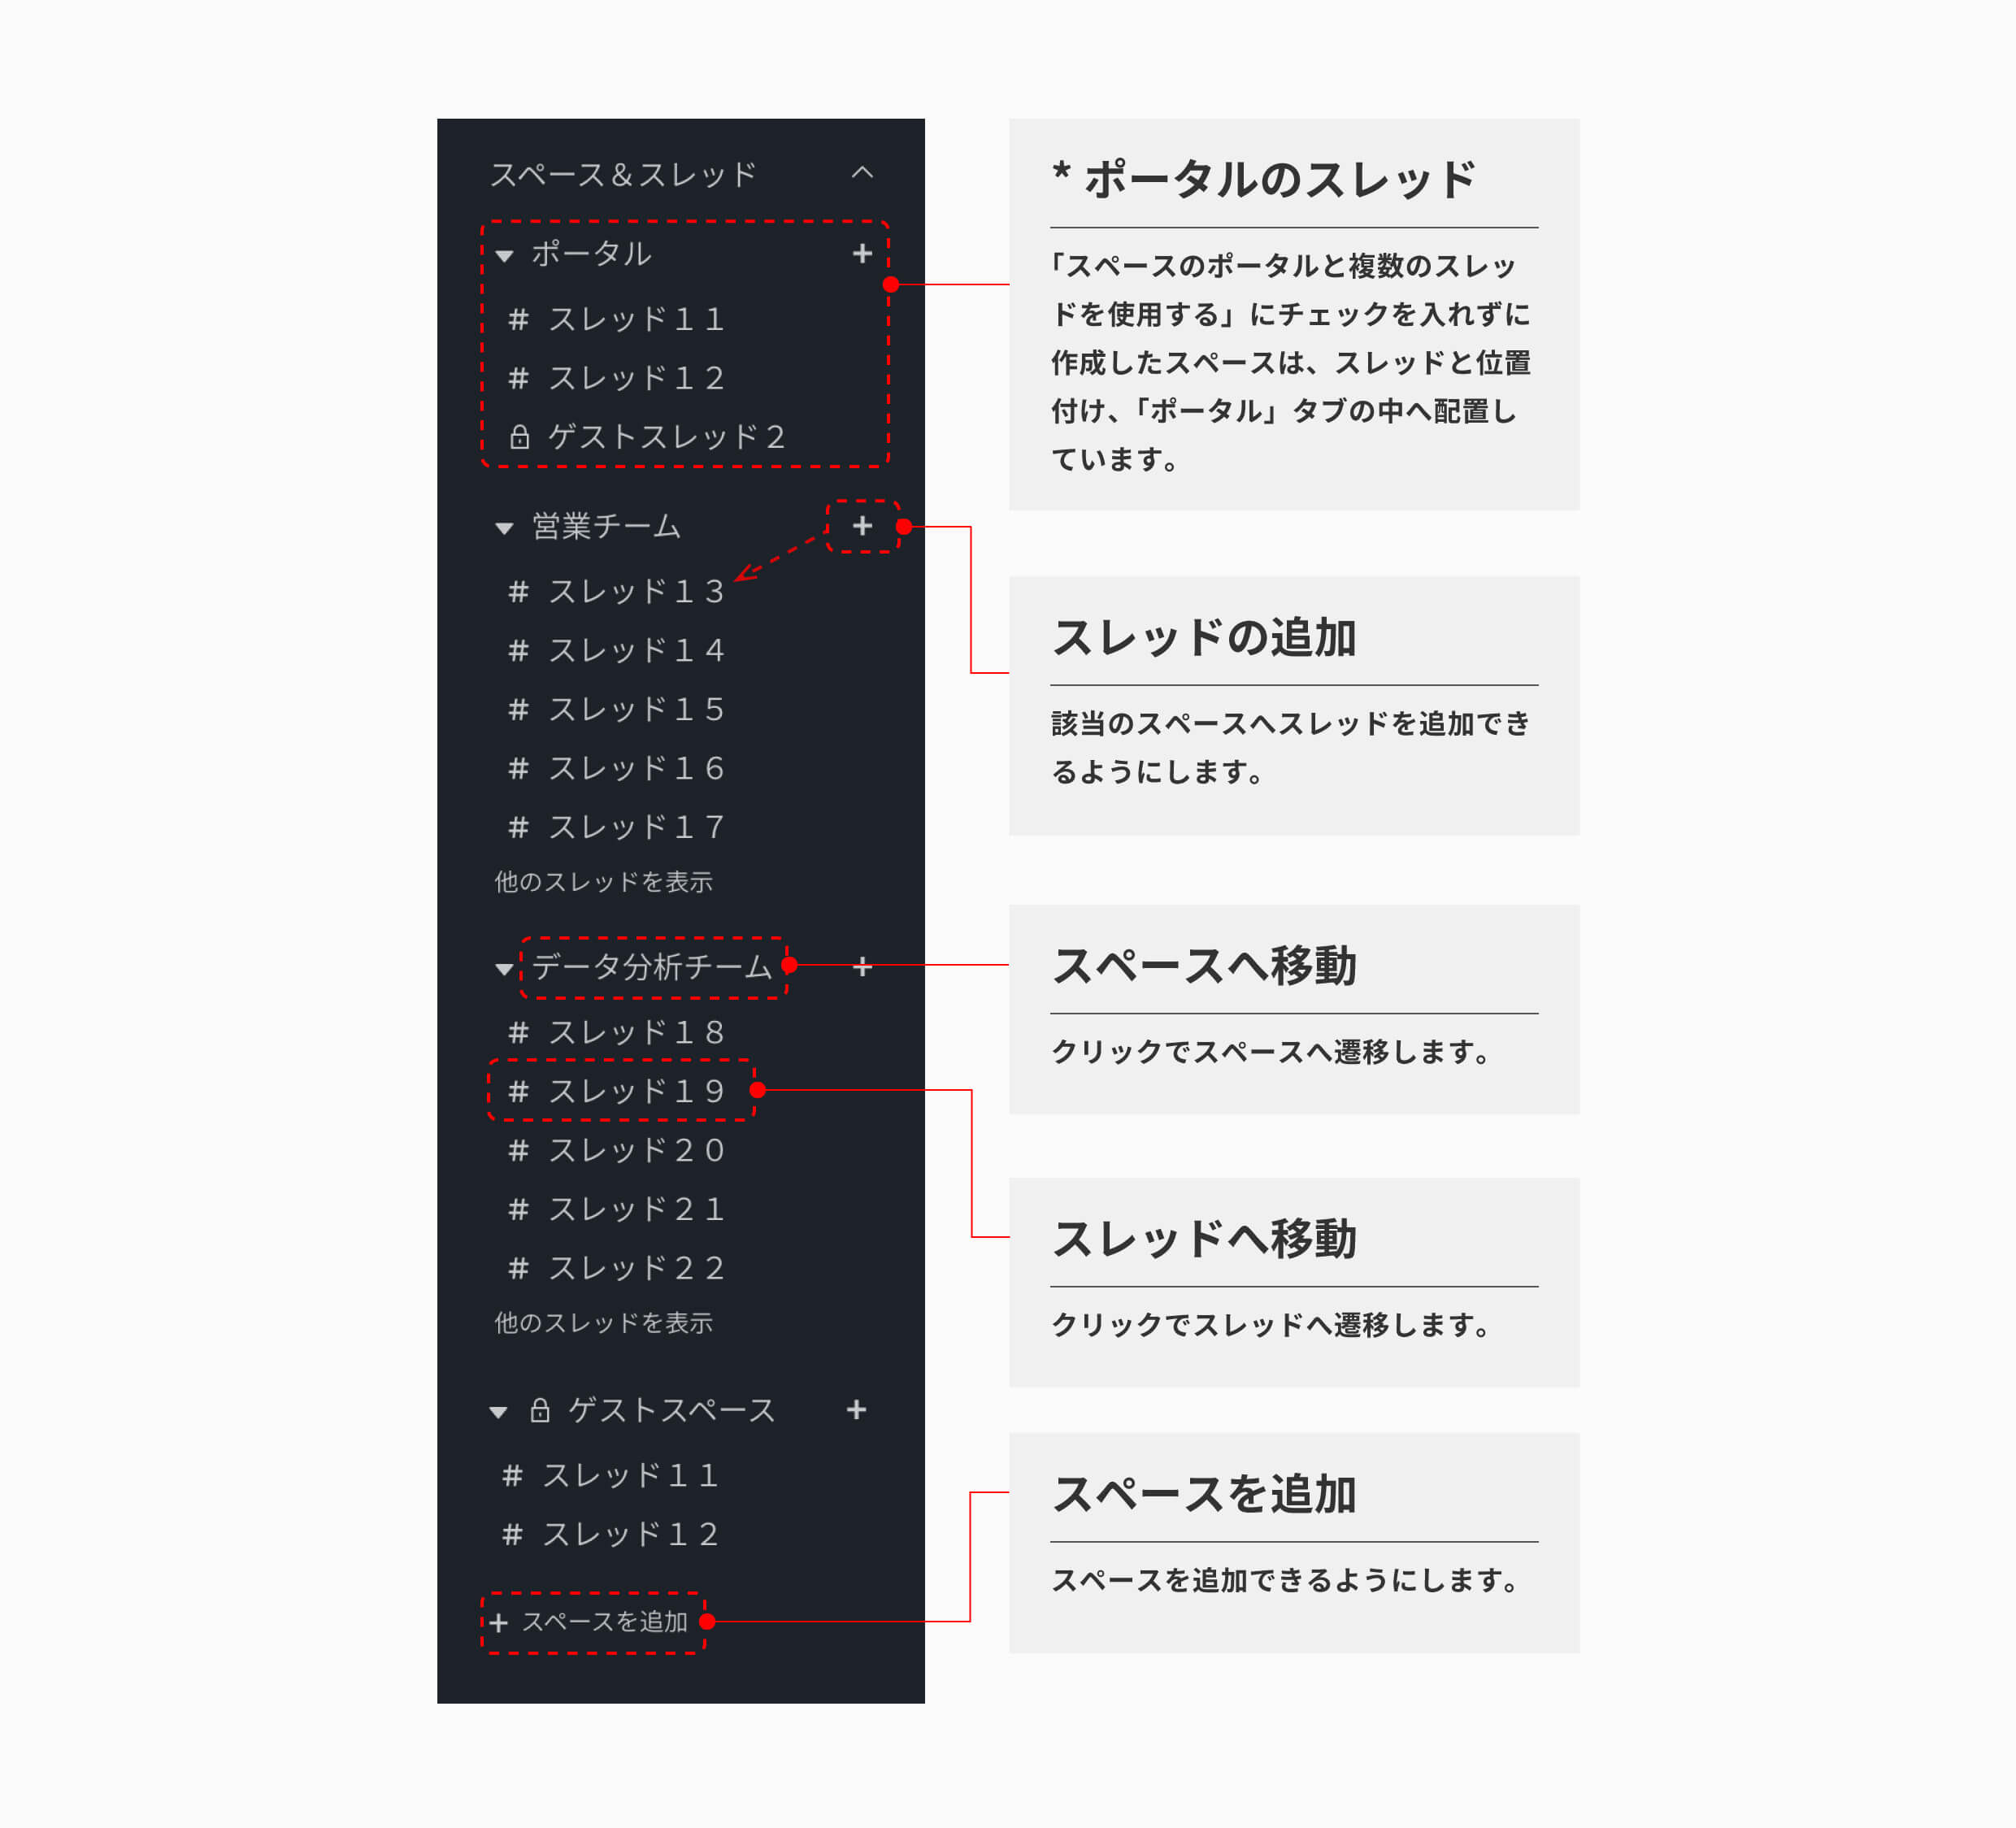 スペース＆スレッド
ポータル +
# スレッド１１
# スレッド１２
ゲストスレッド２
営業チーム +
# スレッド１３
# スレッド１４
# スレッド１５
# スレッド１６
# スレッド１７
他のスレッドを表示
データ分析チーム +
# スレッド１８
# スレッド１９
# スレッド２０
# スレッド２１
# スレッド２２
他のスレッドを表示
ゲストスペース +
# スレッド１１
# スレッド１２
+ スペースを追加
* ポータルのスレッド
「スペースのポータルと複数のスレッ
ドを使用する」にチェックを入れずに
作成したスペースは、スレッドと位置
付け、「ポータル」タブの中へ配置し
ています。
スレッドの追加
該当のスペースへスレッドを追加でき
るようにします。
スペースへ移動
クリックでスペースへ遷移します。
スレッドへ移動
クリックでスレッドへ遷移します。
スペースを追加
スペースを追加できるようにします。